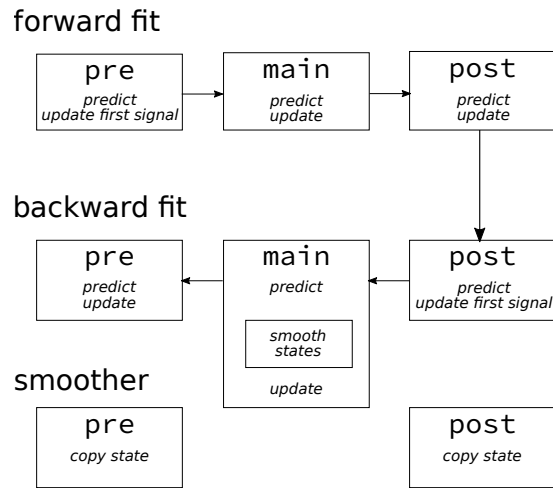 forward fit
pre
predict
update first signal
main
predict
update
post
predict
update
backward fit
pre
predict
update
main
predict
smooth
states
update
post
predict
update first signal
smoother
pre
copy state
post
copy state